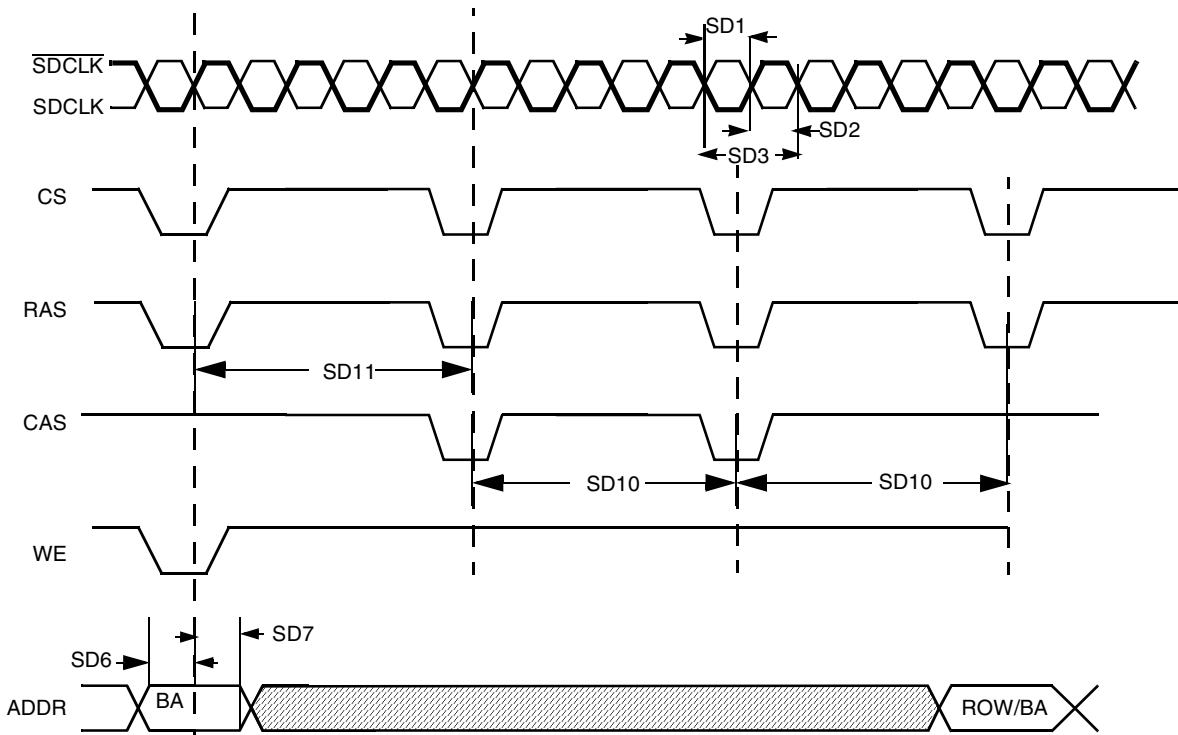 SD1
SDCLK
SDCLK
SD2
SD3
CS
RAS
SD11
CAS
SD10
SD10
WE
SD7
SD6
BA
ADDR
ROW/BA